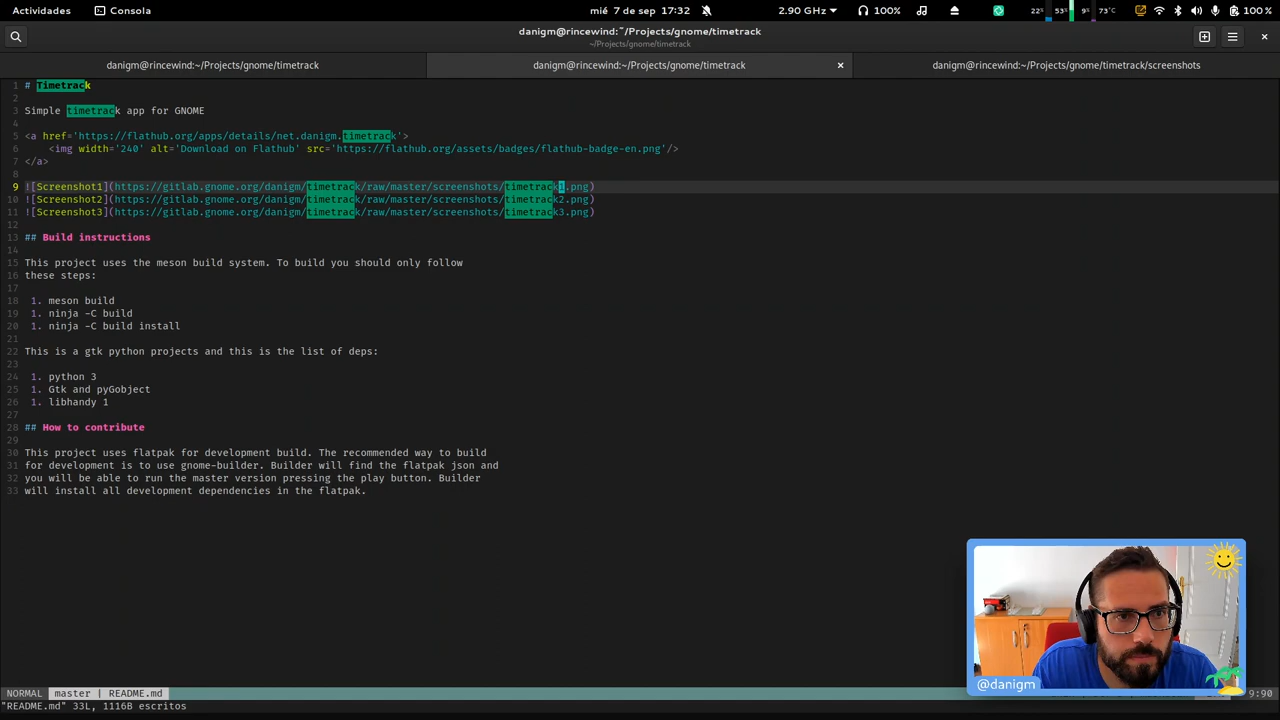 Actividades
Consola
mié 7 de sep 17:32
2.90 GHz
100%
22%
53%
9%
73°C
100 %
danigm@rincewind:~/Projects/gnome/timetrack
~/Projects/gnome/timetrack
danigm@rincewind:~/Projects/gnome/timetrack
danigm@rincewind:~/Projects/gnome/timetrack
danigm@rincewind:~/Projects/gnome/timetrack/screenshots
1 # Timetrack
2
3 Simple timetrack app for GNOME
4
5 <a href='https://flathub.org/apps/details/net.danigm.timetrack'>
6     <img width='240' alt='Download on Flathub' src='https://flathub.org/assets/badges/flathub-badge-en.png'/>
7 </a>
9 ![Screenshot1](https://gitlab.gnome.org/danigm/timetrack/raw/master/screenshots/timetrack1.png)
10 ![Screenshot2](https://gitlab.gnome.org/danigm/timetrack/raw/master/screenshots/timetrack2.png)
11 ![Screenshot3](https://gitlab.gnome.org/danigm/timetrack/raw/master/screenshots/timetrack3.png)
12
13 ## Build instructions
14
15 This project uses the meson build system. To build you should only follow
16 these steps:
17
18  1. meson build
19  1. ninja -C build
20  1. ninja -C build install
21
22 This is a gtk python projects and this is the list of deps:
23
24  1. python 3
25  1. Gtk and pyGobject
26  1. libhandy 1
27
28 ## How to contribute
29
30 This project uses flatpak for development build. The recommended way to build
31 for development is to use gnome-builder. Builder will find the flatpak json and
32 you will be able to run the master version pressing the play button. Builder
33 will install all development dependencies in the flatpak.
@danigm
NORMAL master | README.md
9:90
"README.md" 33L, 1116B escritos